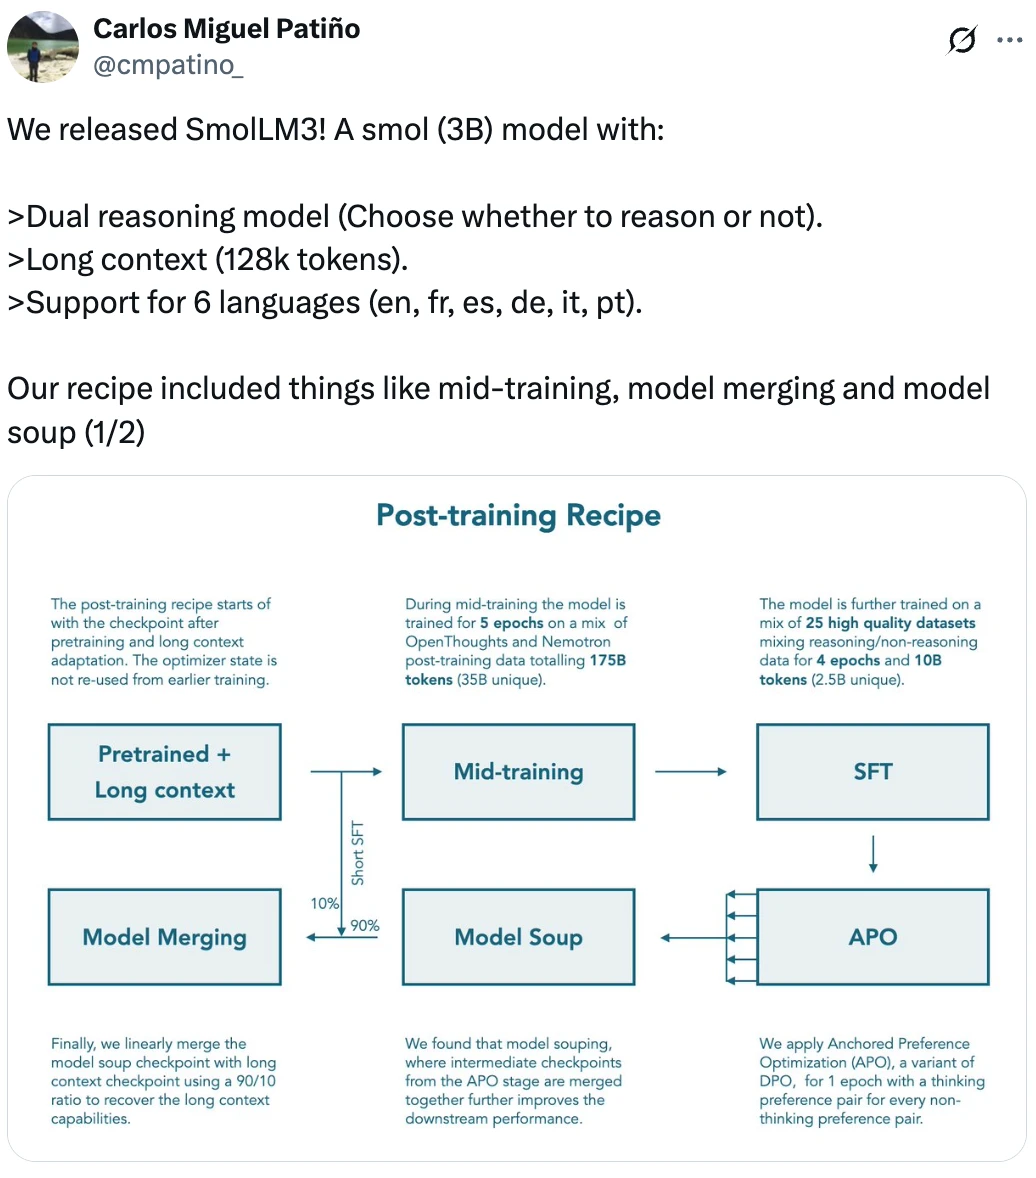 Carlos Miguel Patiño
@cmpatino_
We released SmolLM3! A smol (3B) model with:
>Dual reasoning model (Choose whether to reason or not).
>Long context (128k tokens).
>Support for 6 languages (en, fr, es, de, it, pt).
Our recipe included things like mid-training, model merging and model
soup (1/2)
Post-training Recipe
The post-training recipe starts of
with the checkpoint after
pretraining and long context
adaptation. The optimizer state is
not re-used from earlier training.
During mid-training the model is
trained for 5 epochs on a mix of
OpenThoughts and Nemotron
post-training data totalling 175B
tokens (35B unique).
The model is further trained on a
mix of 25 high quality datasets
mixing reasoning/non-reasoning
data for 4 epochs and 10B
tokens (2.5B unique).
Pretrained +
Long context
Mid-training
SFT
Short SFT
10%
90%
Model Merging
Model Soup
APO
Finally, we linearly merge the
model soup checkpoint with long
context checkpoint using a 90/10
ratio to recover the long context
capabilities.
We found that model souping,
where intermediate checkpoints
from the APO stage are merged
together further improves the
downstream performance.
We apply Anchored Preference
Optimization (APO), a variant of
DPO, for 1 epoch with a thinking
preference pair for every non-
thinking preference pair.